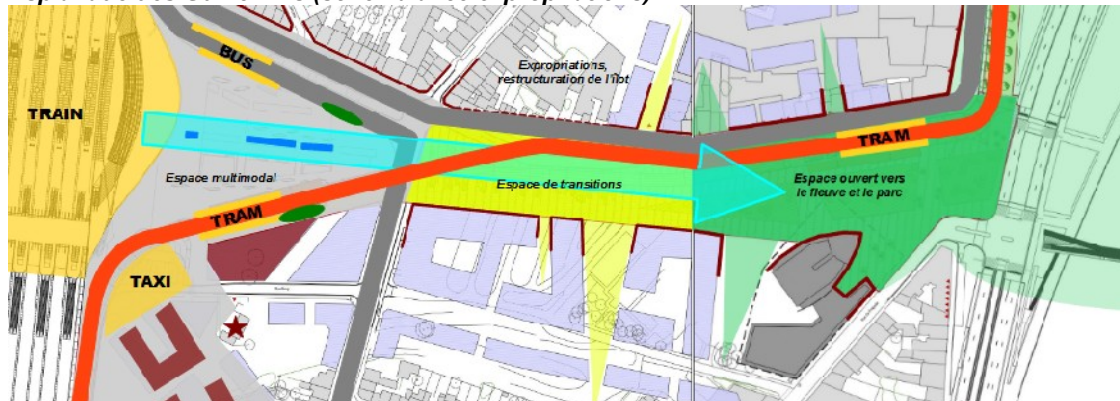 BUS
Expropriations,
restructuration de l'îlot
TRAIN
TRAM
Espace multimodal
Espace de transitions
Espace ouvert vers
le fleuve et le parc
TRAM
TAXI